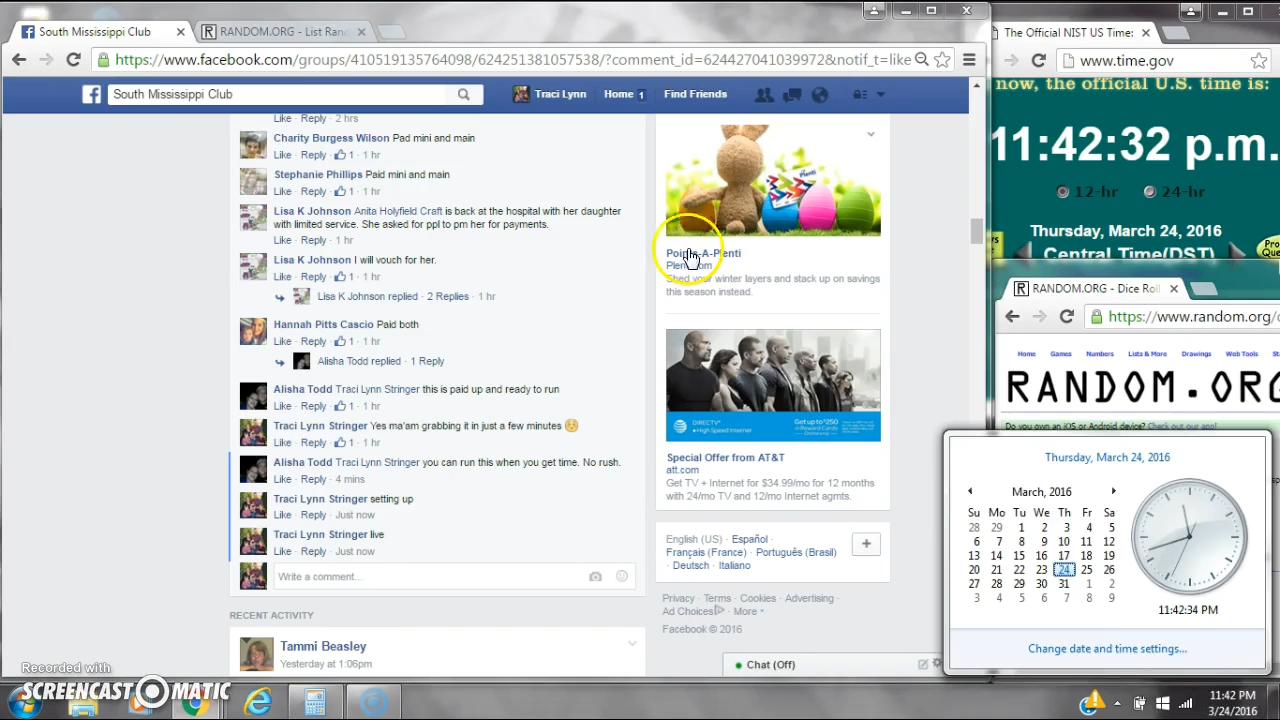 South Mississippi Club
RANDOM.ORG - List Ran
The Official NIST US Time:
https://www.facebook.com/groups/410519135764098/624251381057538/?comment_id=624427041039972&notif_t=like
www.time.gov
South Mississippi Club
Traci Lynn
Home 1
Find Friends
now, the official U.S. time is:
11:42:32 p.m.
12-hr
24-hr
Thursday, March 24, 2016
Central Time(DST)
Like · Reply · 2 hrs
Charity Burgess Wilson Pad mini and main
Like · Reply · 1 · 1 hr
Stephanie Phillips Paid mini and main
Like · Reply · 1 · 1 hr
Lisa K Johnson Anita Holyfield Craft is back at the hospital with her daughter
with limited service. She asked for ppl to pm her for payments.
Like · Reply · 1 hr
Lisa K Johnson I will vouch for her.
Like · Reply · 1 · 1 hr
Lisa K Johnson replied · 2 Replies · 1 hr
Hannah Pitts Cascio Paid both
Like · Reply · 1 · 1 hr
Alisha Todd replied · 1 Reply
Alisha Todd Traci Lynn Stringer this is paid up and ready to run
Like · Reply · 1 · 1 hr
Traci Lynn Stringer Yes ma'am grabbing it in just a few minutes
Like · Reply · 1 · 1 hr
Alisha Todd Traci Lynn Stringer you can run this when you get time. No rush.
Like · Reply · 4 mins
Traci Lynn Stringer setting up
Like · Reply · Just now
Traci Lynn Stringer live
Like · Reply · Just now
Write a comment...
RECENT ACTIVITY
Tammi Beasley
Yesterday at 1:06pm
plenti
Shed your winter layers and stack up on savings
this season instead.
DIRECTV
High Speed Internet
Get up to $250
in Reward Cards
Special Offer from AT&T
att.com
Get TV + Internet for $34.99/mo for 12 months
with 24/mo TV and 12/mo Internet agmts.
English (US) · Español ·
Français (France) · Português (Brasil)
· Deutsch · Italiano
Privacy · Terms · Cookies · Advertising ·
Ad Choices · More
Facebook © 2016
Chat (Off)
RANDOM.ORG - Dice Roll
https://www.random.org/
Home Games Numbers Lists & More Drawings Web Tools
RANDOM.ORG
Do you own an iOS or Android device? Check out our app!
Thursday, March 24, 2016
March, 2016
Su Mo Tu We Th Fr Sa
28 29 1 2 3 4 5
6 7 8 9 10 11 12
13 14 15 16 17 18 19
20 21 22 23 24 25 26
27 28 29 30 31 1 2
3 4 5 6 7 8 9
11:42:34 PM
Change date and time settings...
Recorded with
SCREENCAST-O-MATIC
11:42 PM
3/24/2016